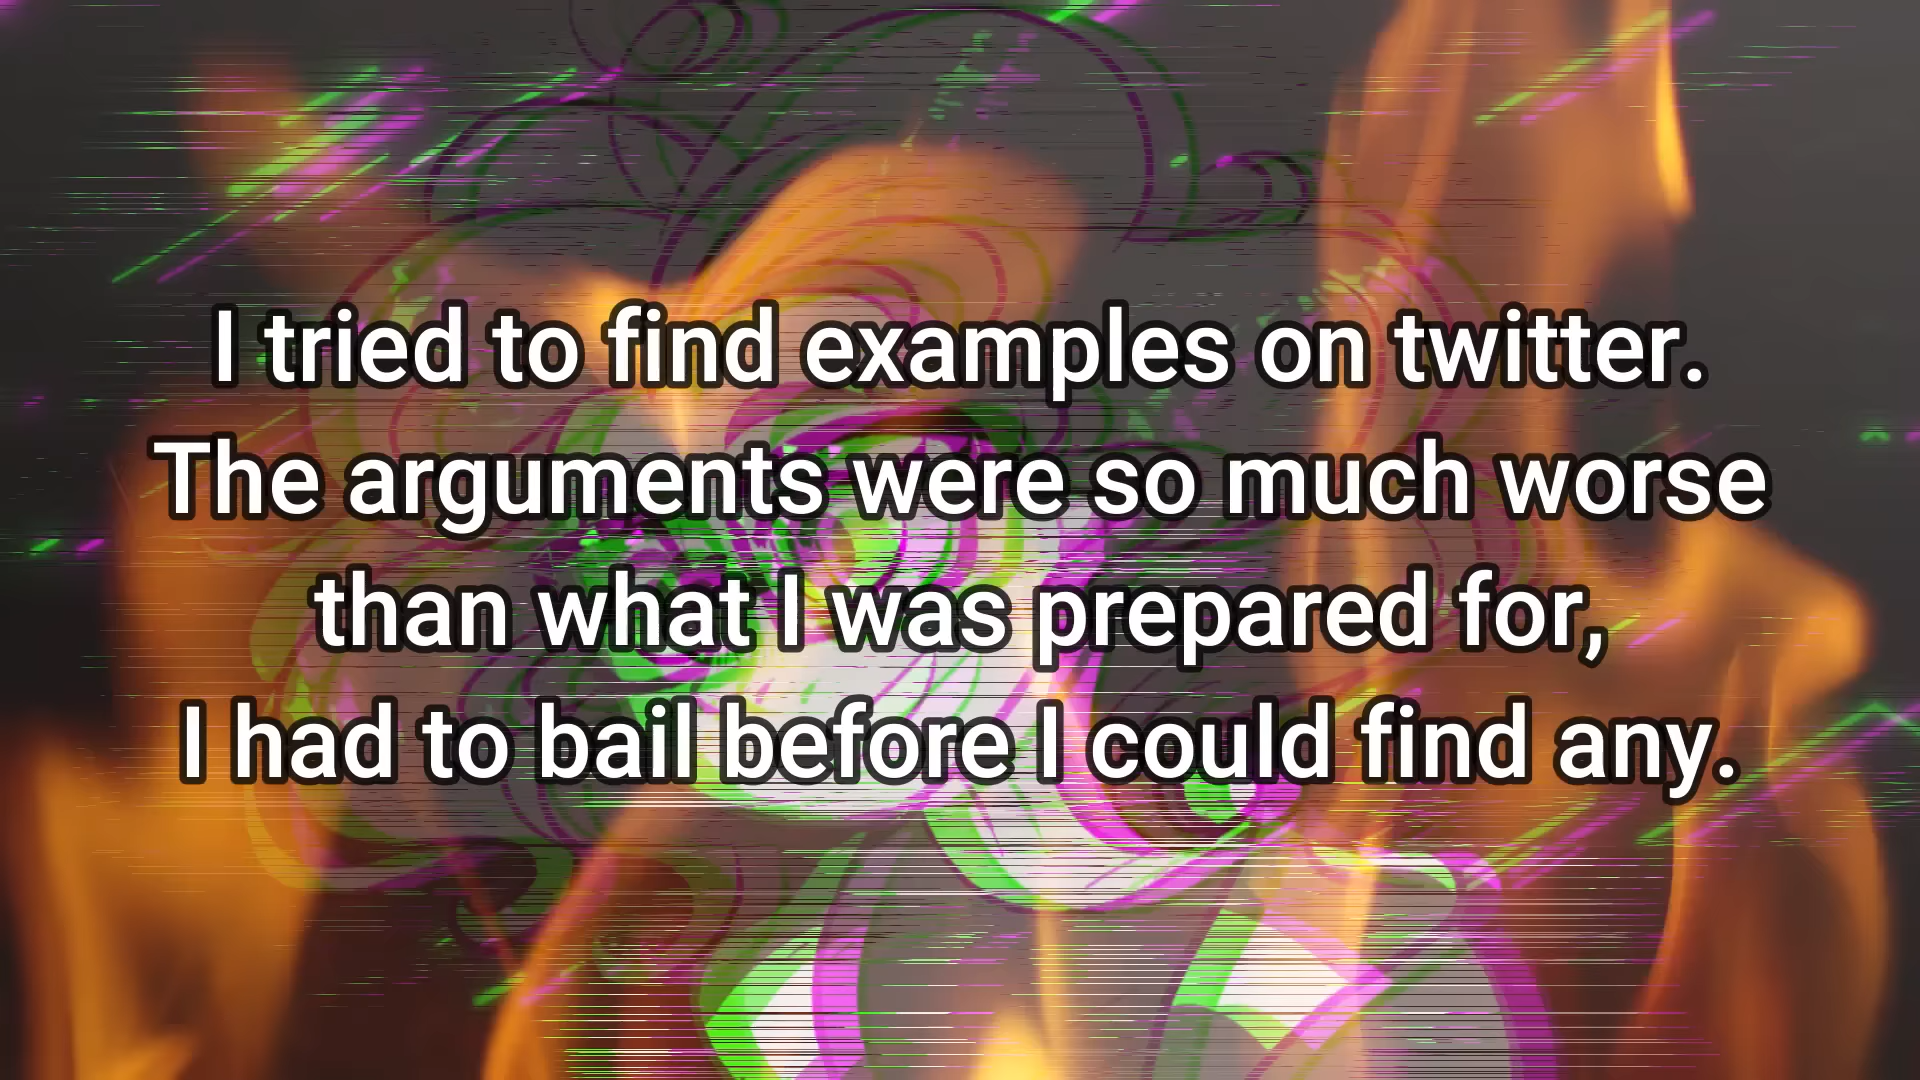 I tried to find examples on twitter.
The arguments were so much worse
than what I was prepared for,
I had to bail before I could find any.